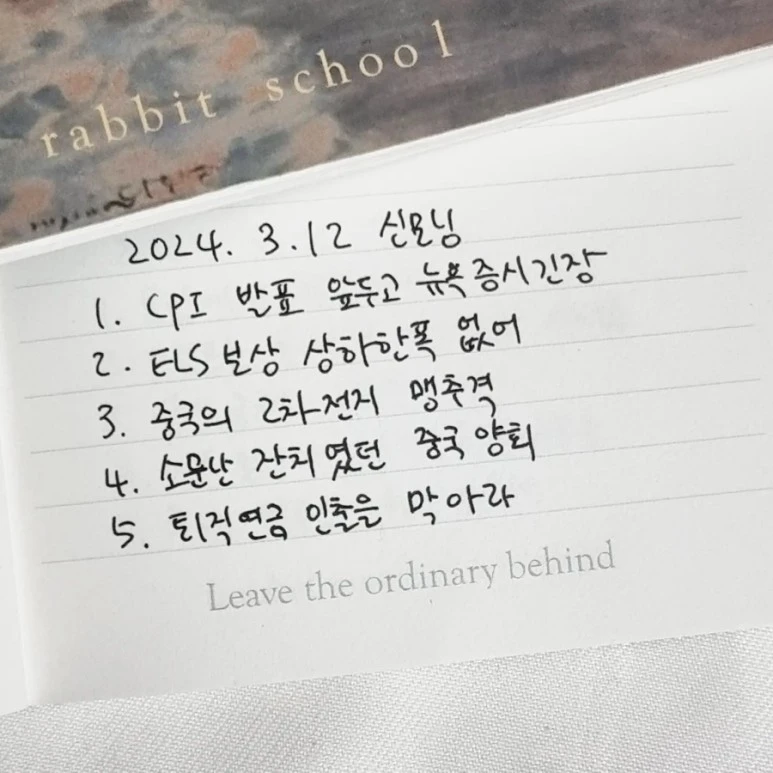 rabbit school
2024. 3. 12 신모닝
1. CPI 발표 앞두고 뉴욕증시긴장
2. ELS 보상 상하한폭 없어
3. 중국의 2차전지 맹추격
4. 소문난 잔치였던 중국 양회
5. 퇴직연금 인출을 막아라
Leave the ordinary behind